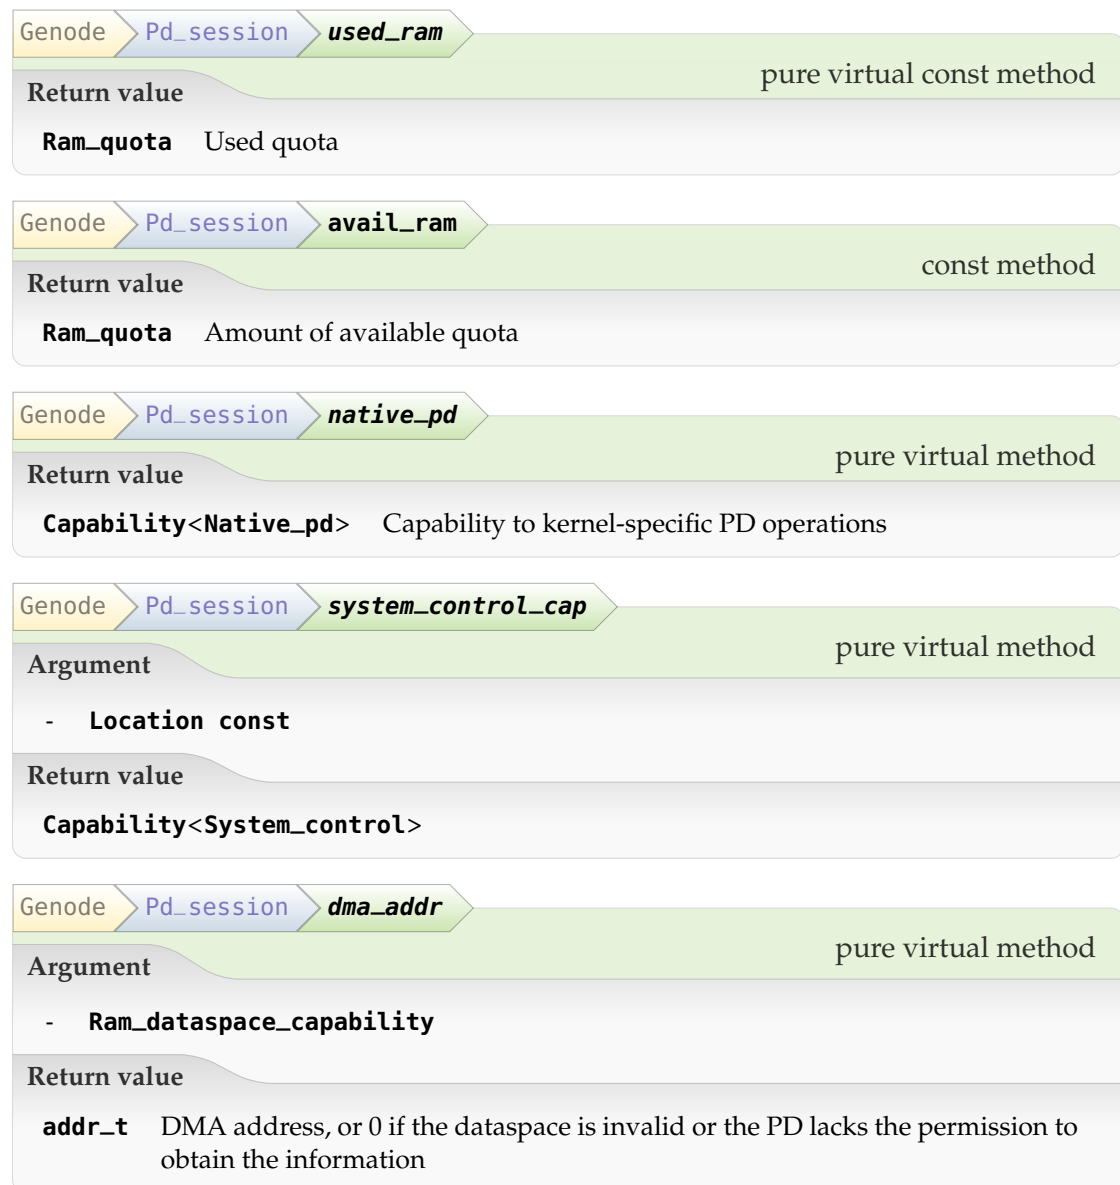 Genode Pd_session used_ram
pure virtual const method
Return value
Ram_quota Used quota
Genode Pd_session avail_ram
const method
Return value
Ram_quota Amount of available quota
Genode Pd_session native_pd
pure virtual method
Return value
Capability<Native_pd> Capability to kernel-specific PD operations
Genode Pd_session system_control_cap
pure virtual method
Argument
- Location const
Return value
Capability<System_control>
Genode Pd_session dma_addr
pure virtual method
Argument
- Ram_dataspace_capability
Return value
addr_t DMA address, or 0 if the dataspace is invalid or the PD lacks the permission to
obtain the information